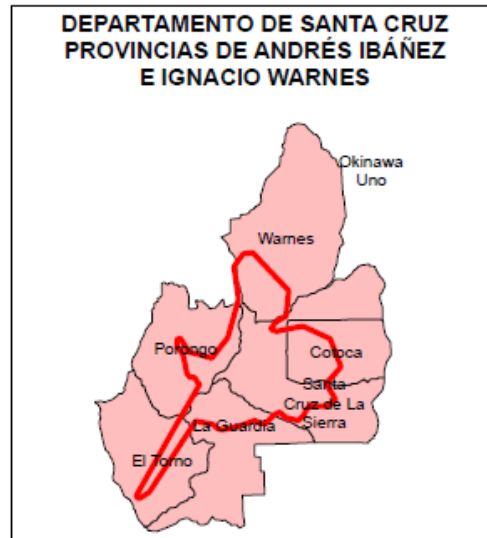 DEPARTAMENTO DE SANTA CRUZ
PROVINCIAS DE ANDRÉS IBÁÑEZ
E IGNACIO WARNES
Okinawa
Uno
Warnes
Porongo
Cotoca
Santa
Cruz de La
Sierra
La Guardia
El Torno